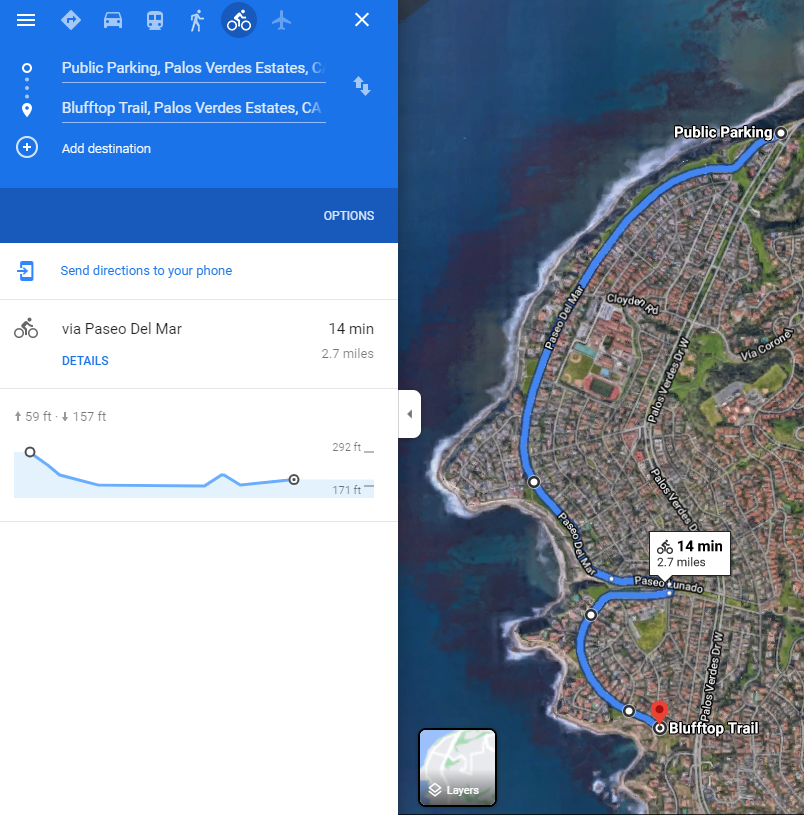 Public Parking, Palos Verdes Estates, CA
Blufftop Trail, Palos Verdes Estates, CA
Add destination
OPTIONS
Send directions to your phone
via Paseo Del Mar
14 min
2.7 miles
DETAILS
59 ft · 157 ft
292 ft
171 ft
Public Parking
Cloyden Rd
Paseo Del Mar
Via Coronel
Palos Verdes Dr W
Palos Verdes D
Paseo Del Mar
14 min
2.7 miles
Paseo Lunado
Palos Verdes Dr W
Blufftop Trail
Layers